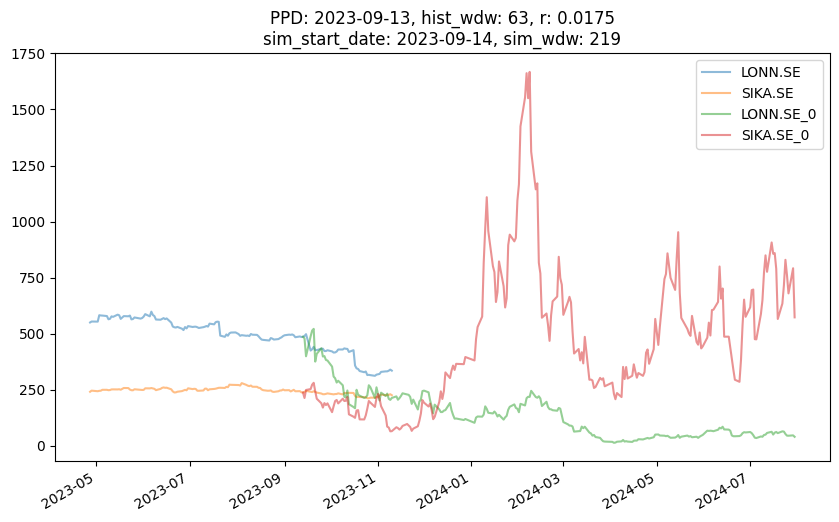 PPD: 2023-09-13, hist_wdw: 63, r: 0.0175
sim_start_date: 2023-09-14, sim_wdw: 219
1750
1500
1250
1000
750
500
250
0
LONN.SE
SIKA.SE
LONN.SE_0
SIKA.SE_0
2023-05
2023-07
2023-09
2023-11
2024-01
2024-03
2024-05
2024-07